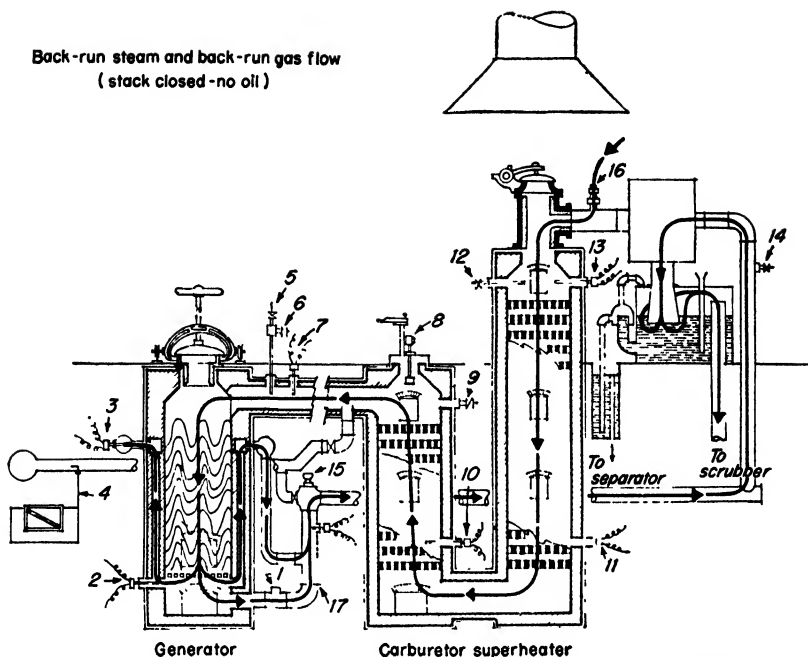 Back-run steam and back-run gas flow
( stack closed - no oil )
16
14
12
13
5
6
7
8
3
9
4
15
10
To separator
To scrubber
2
1
17
11
Generator
Carburetor superheater